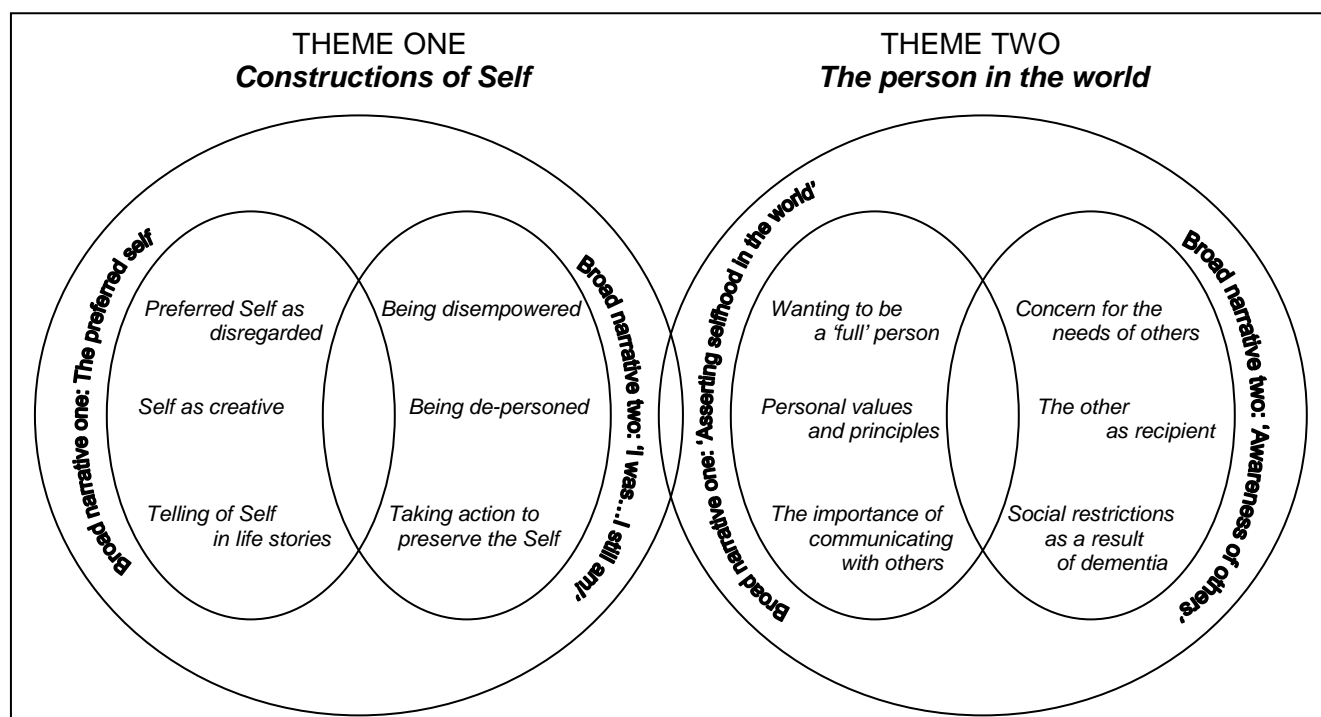 THEME ONE
Constructions of Self
Broad narrative one: The preferred self
Preferred Self as
disregarded
Self as creative
Telling of Self
in life stories
Being disempowered
Being de-personed
Taking action to
preserve the Self
Broad narrative two: ‘I was…I still am/’
THEME TWO
The person in the world
Broad narrative one: ‘Asserting selfhood in the world’
Wanting to be
a ‘full’ person
Personal values
and principles
The importance of
communicating
with others
Concern for the
needs of others
The other
as recipient
Social restrictions
as a result
of dementia
Broad narrative two: ‘Awareness of others’